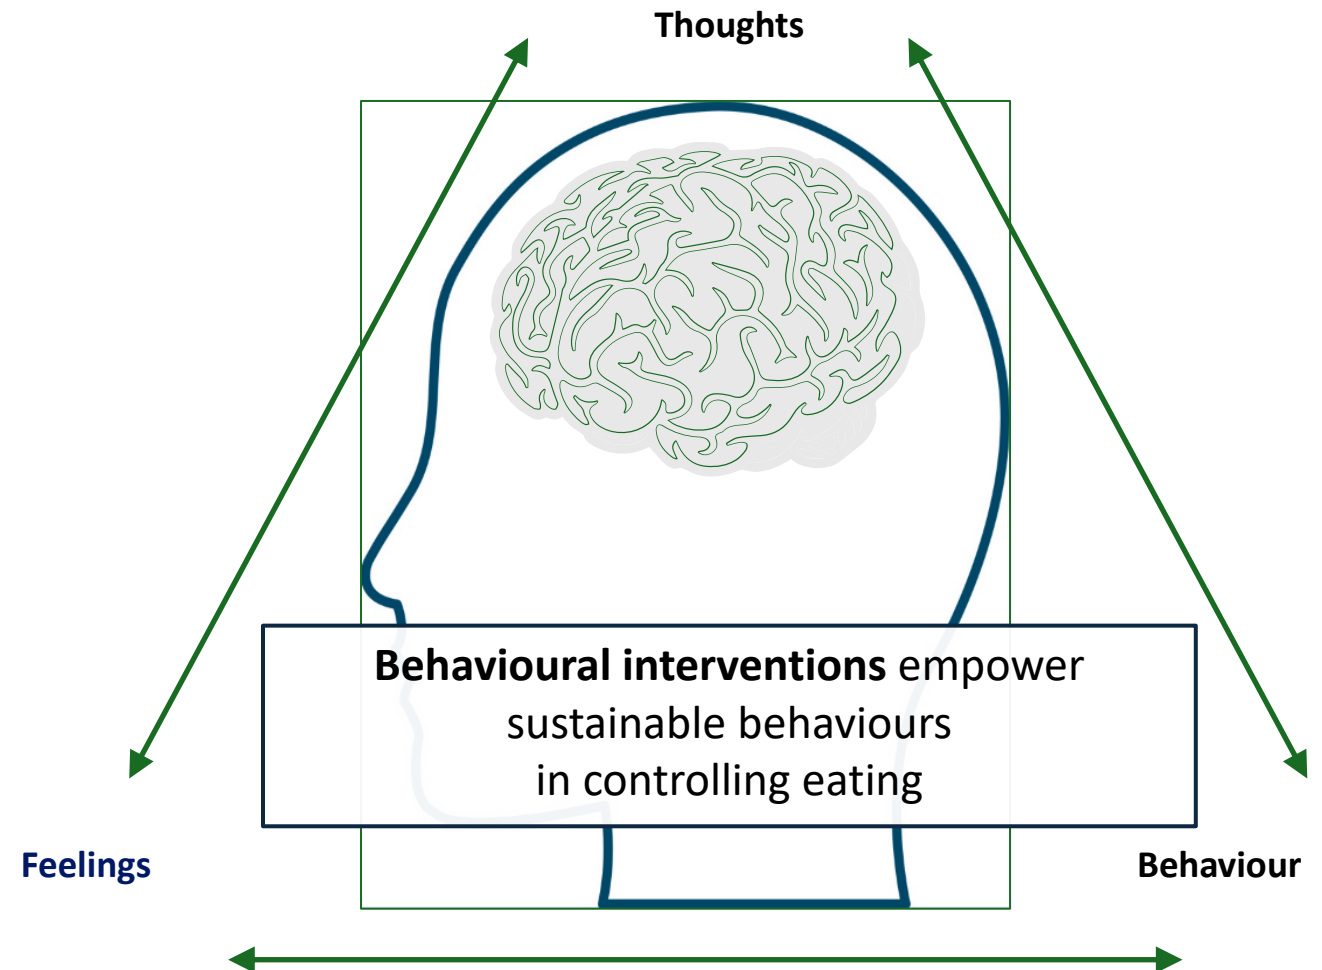 Thoughts
Behavioural interventions empower
sustainable behaviours
in controlling eating
Feelings
Behaviour